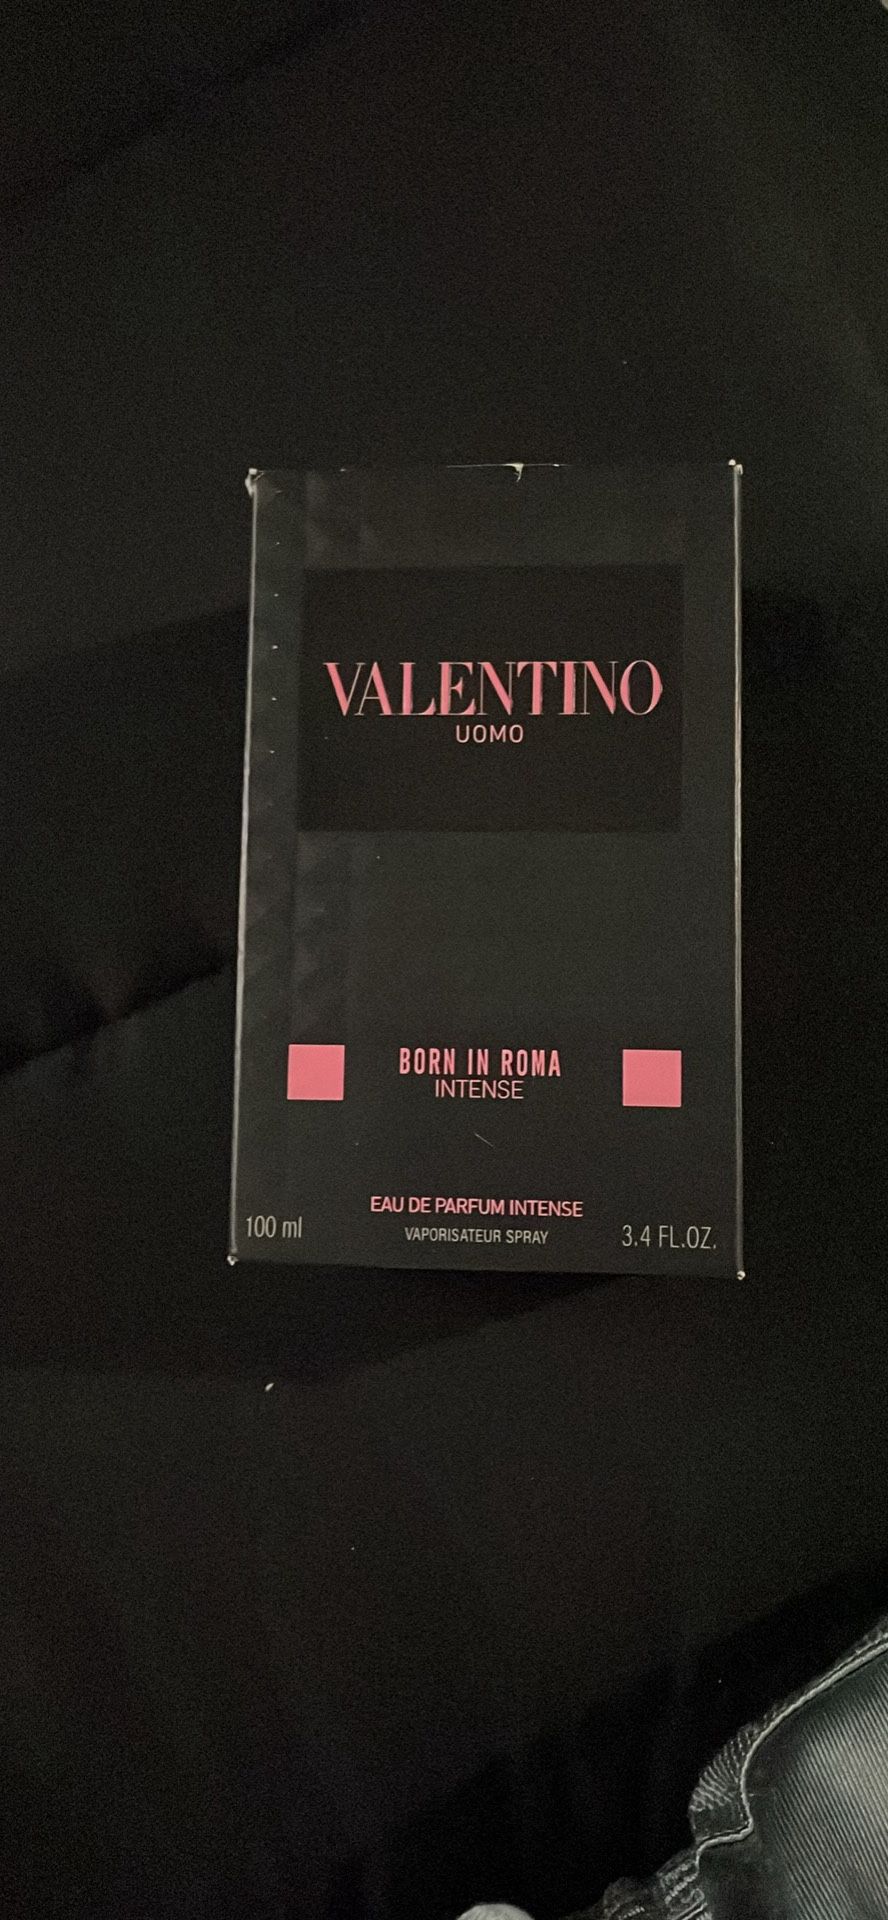 VALENTINO
UOMO
BORN IN ROMA
INTENSE
EAU DE PARFUM INTENSE
100 ml
VAPORISATEUR SPRAY
3.4 FL.OZ.